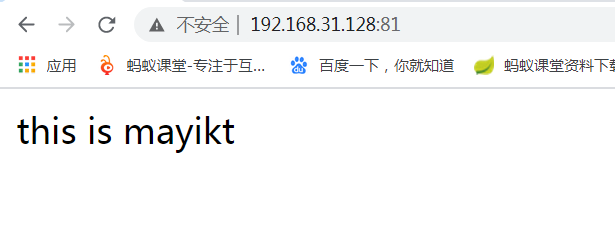 不安全 | 192.168.31.128:81
应用 蚂蚁课堂-专注于互... 百度一下，你就知道 蚂蚁课堂资料下载
this is mayikt